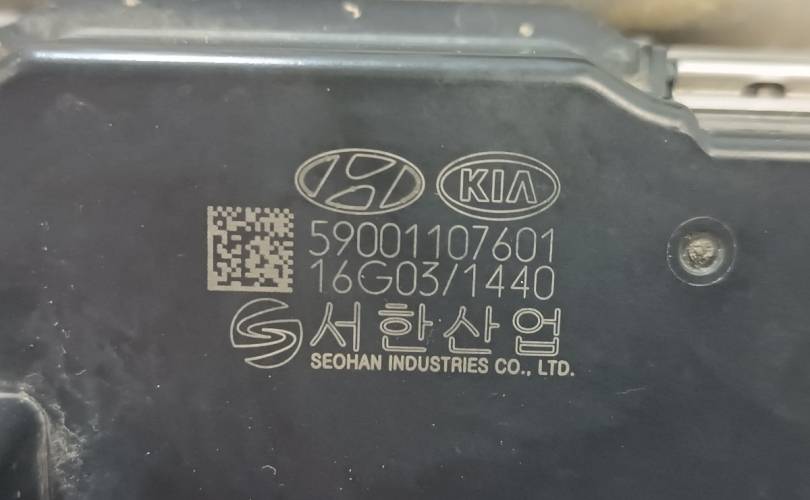 KIA
59001107601
16G03/1440
서한산업
SEOHAN INDUSTRIES CO., LTD.